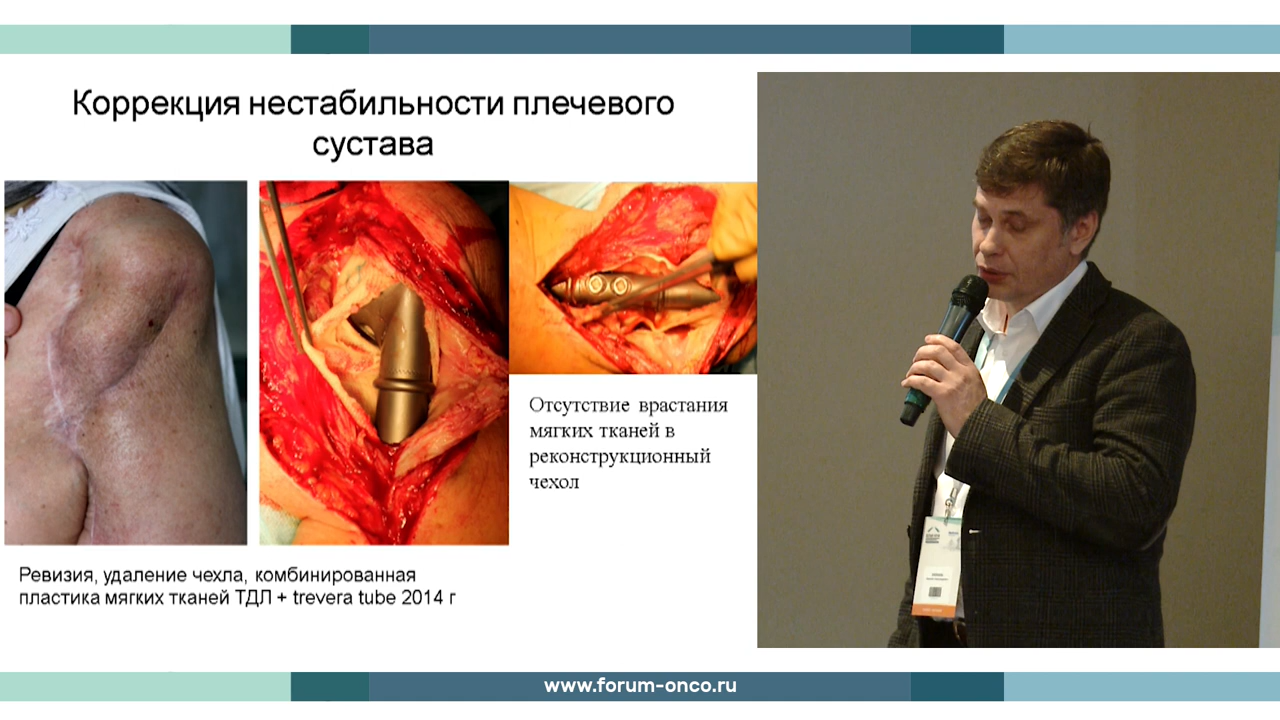 Коррекция нестабильности плечевого
сустава
Отсутствие врастания
мягких тканей в
реконструкционный
чехол
Ревизия, удаление чехла, комбинированная
пластика мягких тканей ТДЛ + trevera tube 2014 г
www.forum-onco.ru